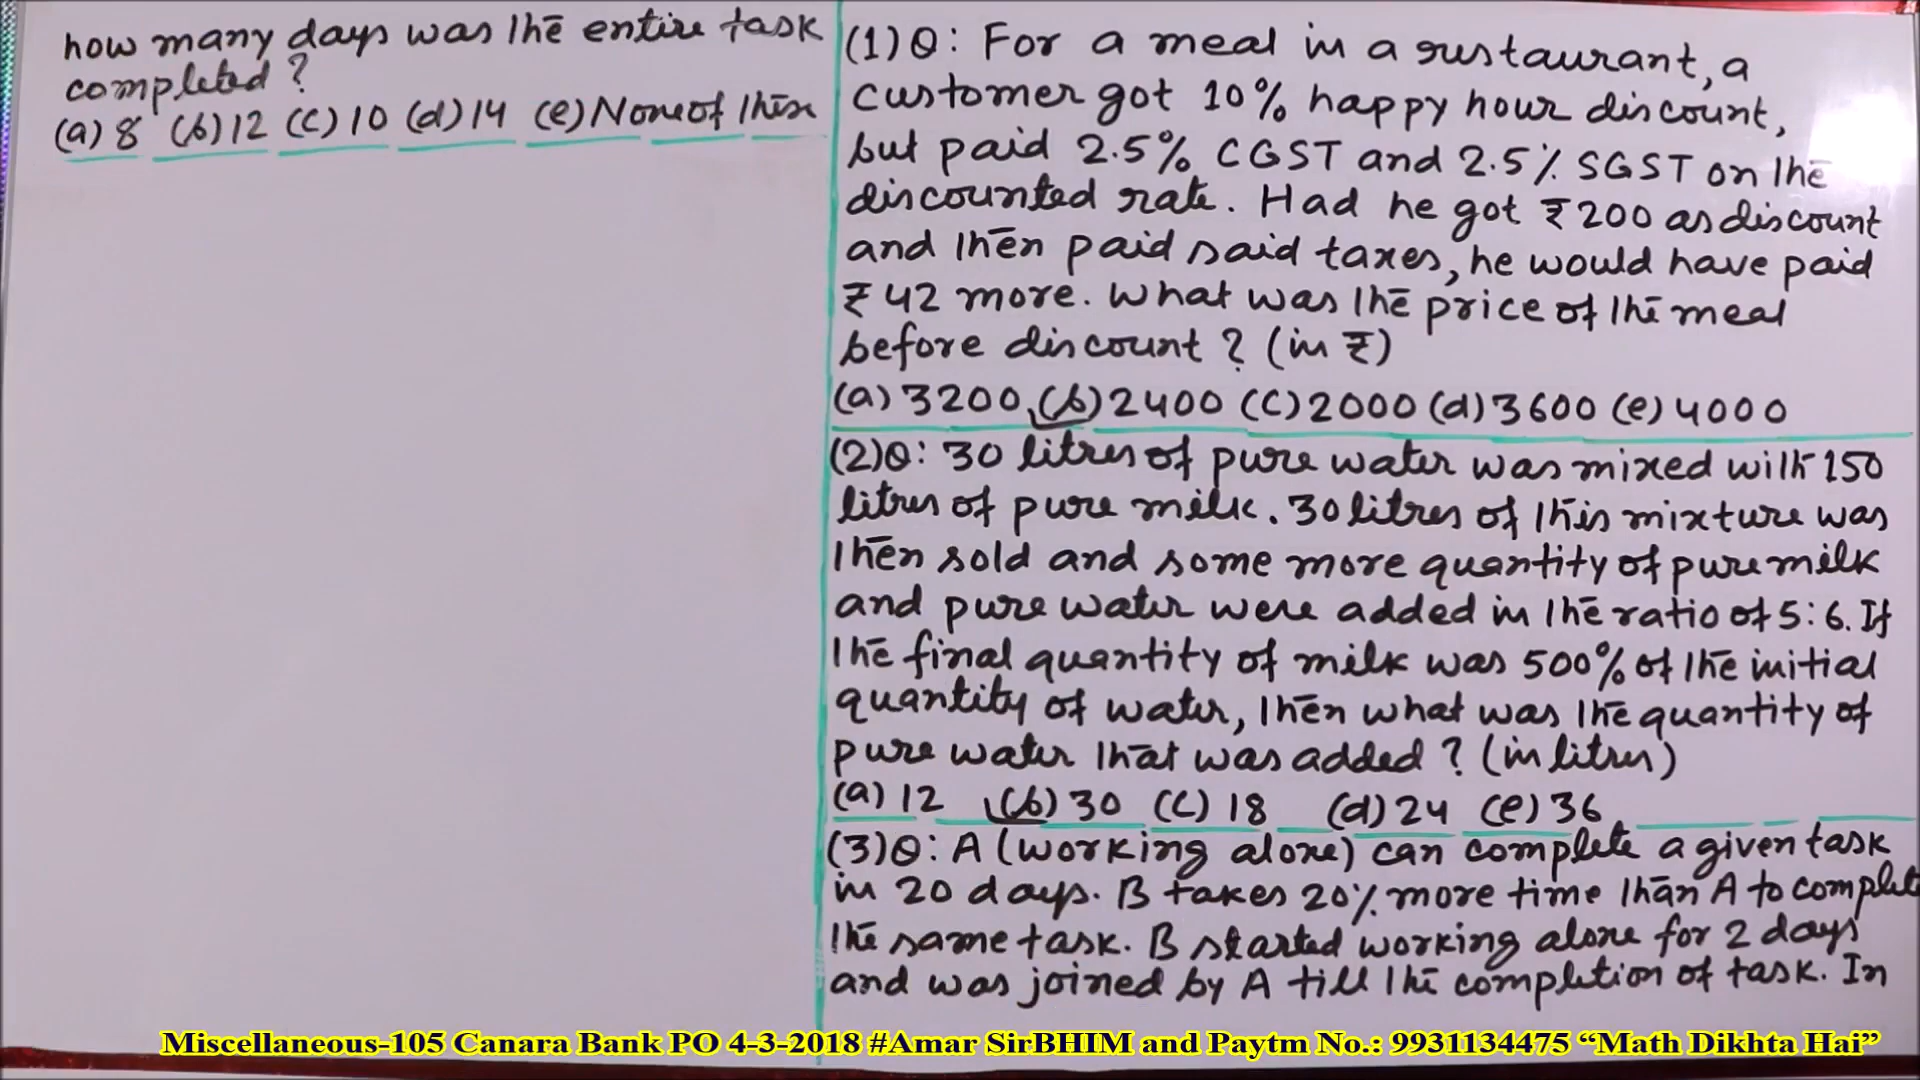 (1)Q: For a meal in a restaurant, a
customer got 10% happy hour discount,
but paid 2.5% CGST and 2.5% SGST on the
discounted rate. Had he got ₹200 as discount
and then paid said taxes, he would have paid
₹42 more. What was the price of the meal
before discount? (in ₹)
(a) 3200 (b) 2400 (c) 2000 (d) 3600 (e) 4000
(2)Q: 30 litres of pure water was mixed with 150
litres of pure milk. 30 litres of this mixture was
then sold and some more quantity of pure milk
and pure water were added in the ratio of 5:6. If
the final quantity of milk was 500% of the initial
quantity of water, then what was the quantity of
pure water that was added? (in litres)
(a) 12 (b) 30 (c) 18 (d) 24 (e) 36
(3)Q: A (working alone) can complete a given task
in 20 days. B takes 20% more time than A to complete
the same task. B started working alone for 2 days
and was joined by A till the completion of task. In
how many days was the entire task
completed?
(a) 8 (b) 12 (c) 10 (d) 14 (e) None of these
Miscellaneous-105 Canara Bank PO 4-3-2018 #Amar SirBHIM and Paytm No.: 9931134475 “Math Dikhta Hai”